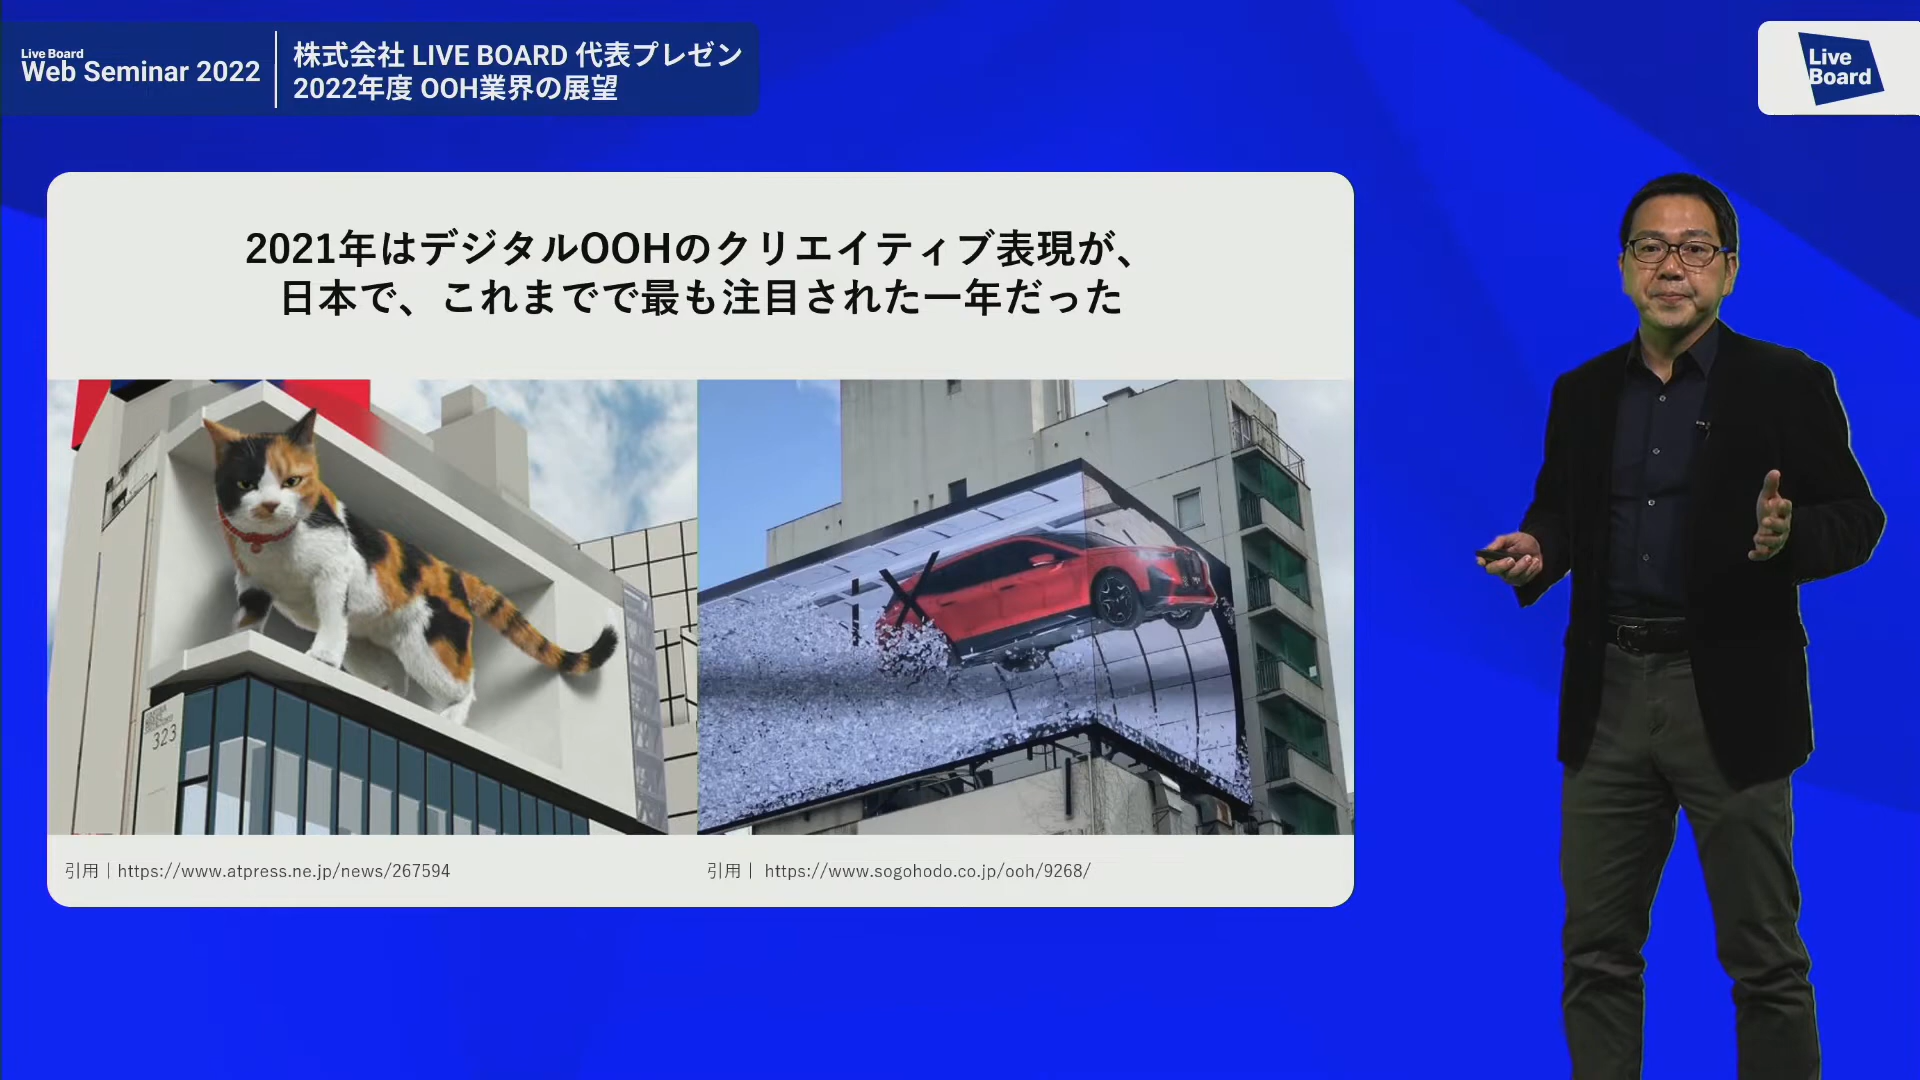 Live Board
Web Seminar 2022
株式会社 LIVE BOARD 代表プレゼン
2022年度 OOH業界の展望
Live
Board
2021年はデジタルOOHのクリエイティブ表現が、
日本で、これまでで最も注目された一年だった
323
引用｜https://www.atpress.ne.jp/news/267594
引用｜ https://www.sogohodo.co.jp/ooh/9268/